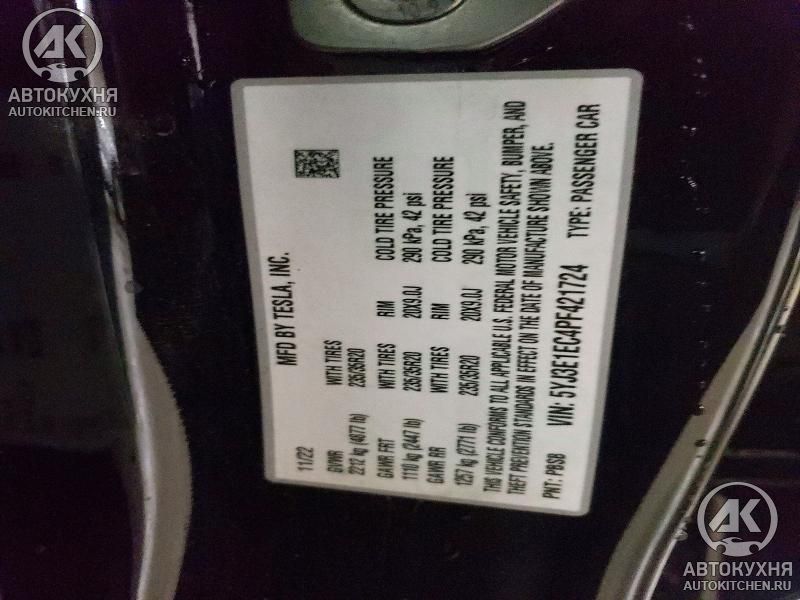 АВТОКУХНЯ
AUTOKITCHEN.RU
MFD BY TESLA, INC.
11/22
GVWR WITH TIRES
2212 kg (4877 lb) 235/35R20
GAWR FRT WITH TIRES RIM COLD TIRE PRESSURE
1110 kg (2447 lb) 235/35R20 20X9.0J 290 kPa, 42 psi
GAWR RR RIM COLD TIRE PRESSURE
1257 kg (2771 lb) 235/35R20 20X9.0J 290 kPa, 42 psi
THIS VEHICLE CONFORMS TO ALL APPLICABLE U.S. FEDERAL MOTOR VEHICLE SAFETY, BUMPER, AND
THEFT PREVENTION STANDARDS IN EFFECT ON THE DATE OF MANUFACTURE SHOWN ABOVE.
VIN: 5YJ3E1EC4PF421724 TYPE: PASSENGER CAR
PNT: PBSB
АВТОКУХНЯ
AUTOKITCHEN.RU